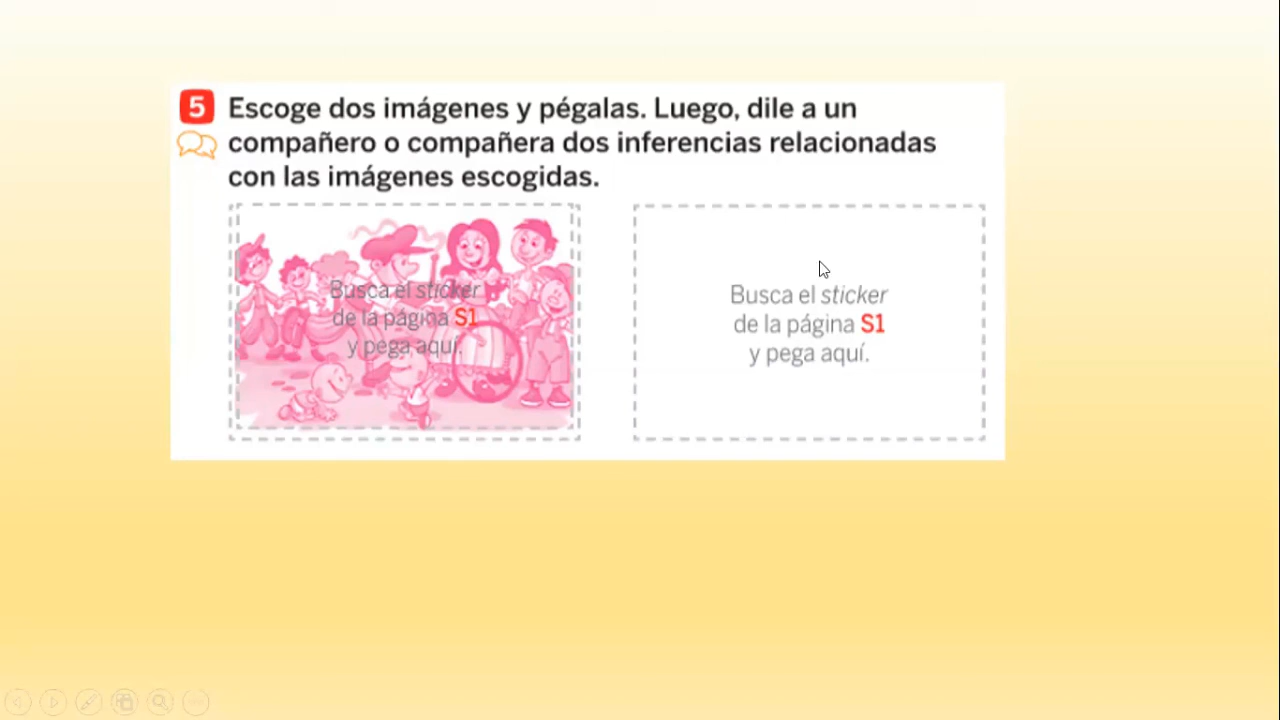 5 Escoge dos imágenes y pégalas. Luego, dile a un
compañero o compañera dos inferencias relacionadas
con las imágenes escogidas.
Busca el sticker
de la página S1
y pega aquí.
Busca el sticker
de la página S1
y pega aquí.